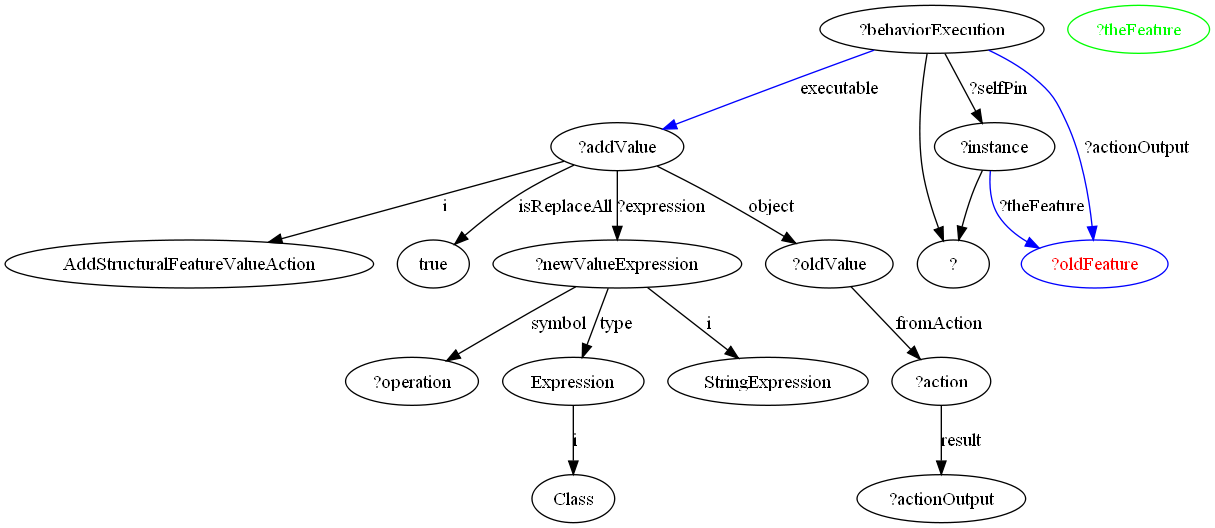 ?behaviorExecution
?theFeature
executable
?selfPin
?addValue
?instance
?actionOutput
i
isReplaceAll
?expression
object
?theFeature
AddStructuralFeatureValueAction
true
?newValueExpression
?oldValue
?
?oldFeature
symbol
type
i
fromAction
?operation
Expression
StringExpression
?action
i
result
Class
?actionOutput